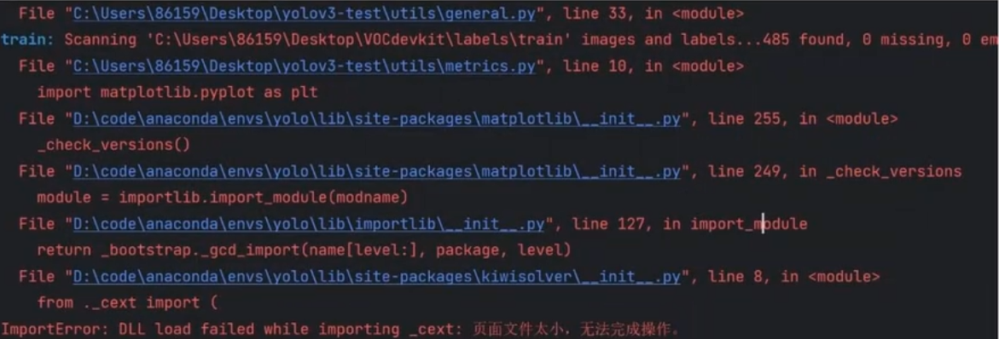 File "C:\Users\86159\Desktop\yolov3-test\utils\general.py", line 33, in <module>
train: Scanning 'C:\Users\86159\Desktop\VOCdevkit\labels\train' images and labels...485 found, 0 missing, 0 em
File "C:\Users\86159\Desktop\yolov3-test\utils\metrics.py", line 10, in <module>
import matplotlib.pyplot as plt
File "D:\code\anaconda\envs\yolo\lib\site-packages\matplotlib\__init__.py", line 255, in <module>
_check_versions()
File "D:\code\anaconda\envs\yolo\lib\site-packages\matplotlib\__init__.py", line 249, in _check_versions
module = importlib.import_module(modname)
File "D:\code\anaconda\envs\yolo\lib\importlib\__init__.py", line 127, in import_module
return _bootstrap._gcd_import(name[level:], package, level)
File "D:\code\anaconda\envs\yolo\lib\site-packages\kiwisolver\__init__.py", line 8, in <module>
from ._cext import (
ImportError: DLL load failed while importing _cext: 页面文件太小，无法完成操作。